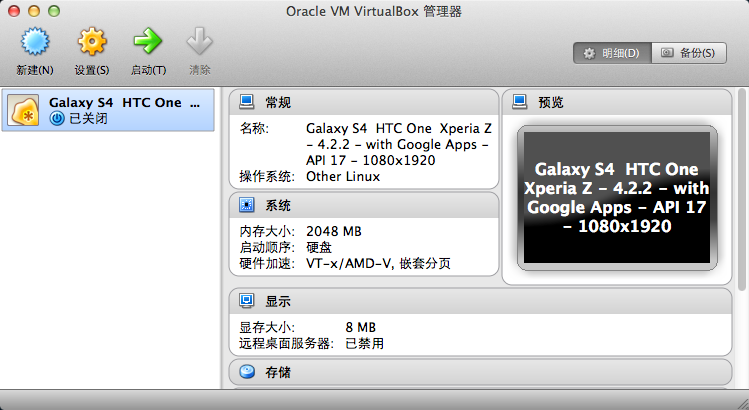 Oracle VM VirtualBox 管理器
新建(N) 设置(S) 启动(T) 清除 明细(D) 备份(S)
Galaxy S4  HTC One  ...
已关闭
常规
名称: Galaxy S4  HTC One  Xperia Z
- 4.2.2 - with Google Apps -
API 17 - 1080x1920
操作系统: Other Linux
系统
内存大小: 2048 MB
启动顺序: 硬盘
硬件加速: VT-x/AMD-V, 嵌套分页
预览
Galaxy S4  HTC One
Xperia Z - 4.2.2 - with
Google Apps - API 17
- 1080x1920
显示
显存大小: 8 MB
远程桌面服务器: 已禁用
存储